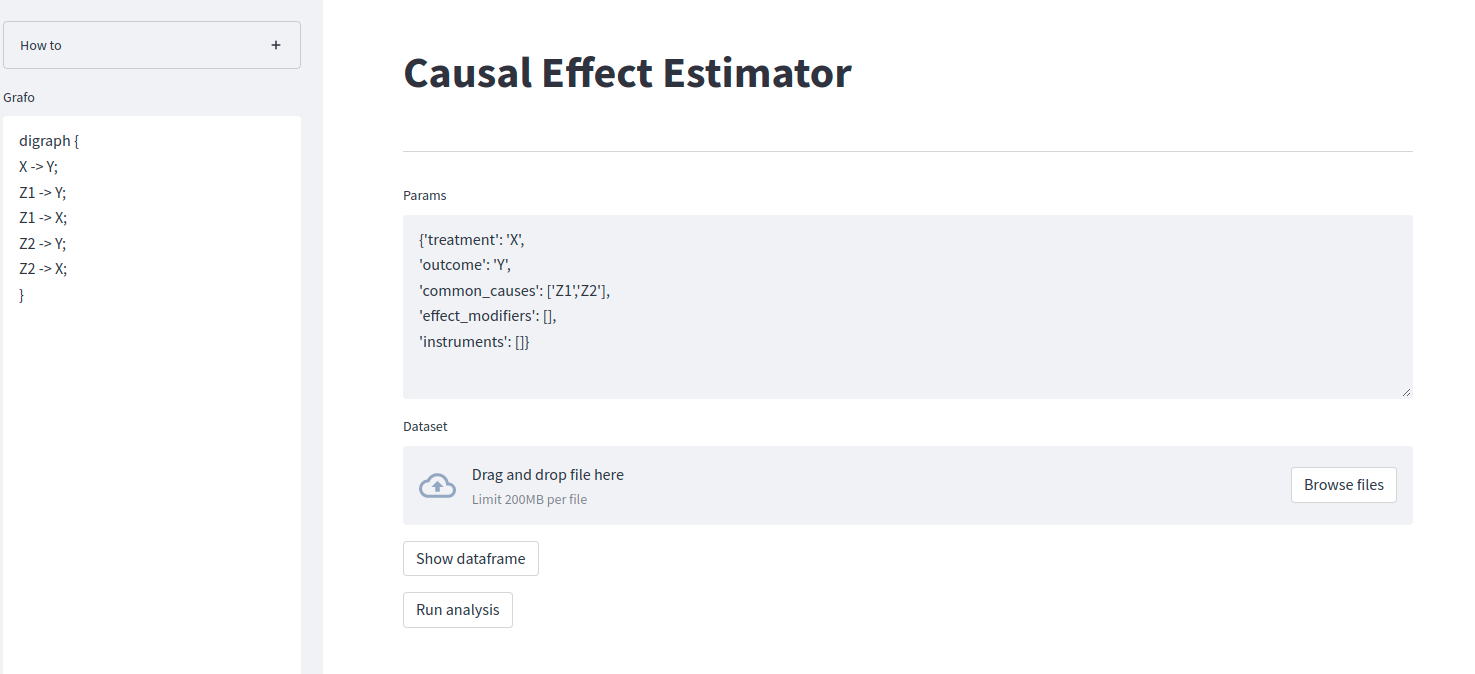 How to
+
Grafo
digraph {
X -> Y;
Z1 -> Y;
Z1 -> X;
Z2 -> Y;
Z2 -> X;
}
Causal Effect Estimator
Params
{'treatment': 'X',
'outcome': 'Y',
'common_causes': ['Z1','Z2'],
'effect_modifiers': [],
'instruments': []}
Dataset
Drag and drop file here
Limit 200MB per file
Browse files
Show dataframe
Run analysis